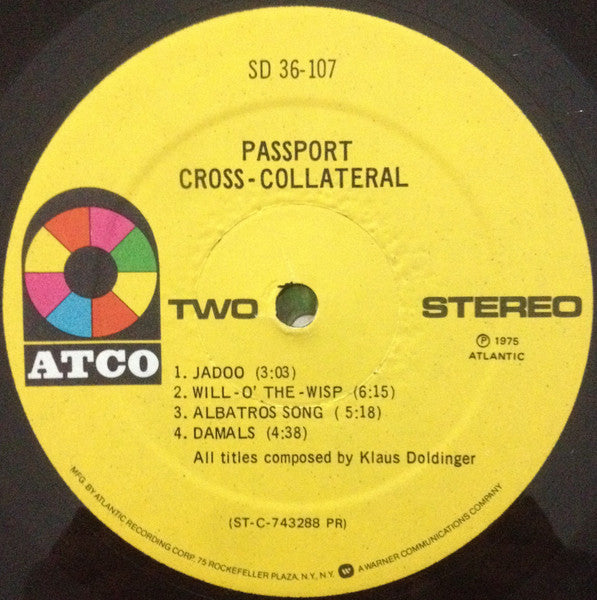 SD 36-107
PASSPORT
CROSS-COLLATERAL
TWO
STEREO
ATCO
℗ 1975
ATLANTIC
1. JADOO (3:03)
2. WILL-O' THE-WISP (6:15)
3. ALBATROS SONG ( 5:18)
4. DAMALS (4:38)
All titles composed by Klaus Doldinger
(ST-C-743288 PR)
MFG. BY ATLANTIC RECORDING CORP. 75 ROCKEFELLER PLAZA, N.Y., N.Y. W A WARNER COMMUNICATIONS COMPANY